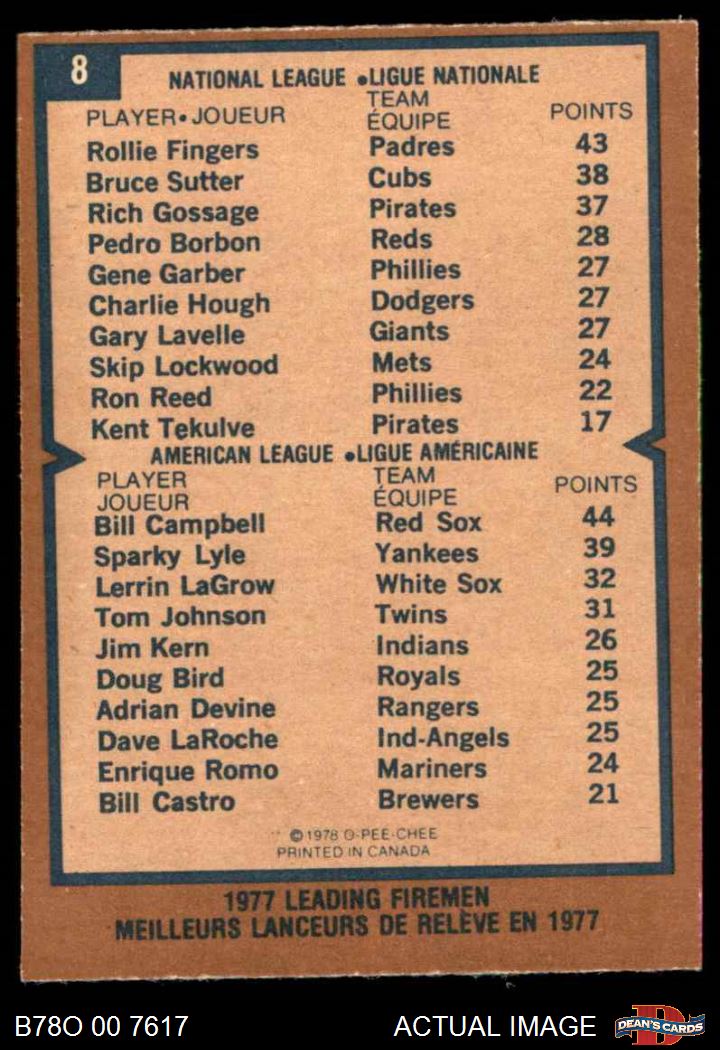 8
NATIONAL LEAGUE • LIGUE NATIONALE
PLAYER • JOUEUR TEAM ÉQUIPE POINTS
Rollie Fingers Padres 43
Bruce Sutter Cubs 38
Rich Gossage Pirates 37
Pedro Borbon Reds 28
Gene Garber Phillies 27
Charlie Hough Dodgers 27
Gary Lavelle Giants 27
Skip Lockwood Mets 24
Ron Reed Phillies 22
Kent Tekulve Pirates 17
AMERICAN LEAGUE • LIGUE AMÉRICAINE
PLAYER TEAM POINTS
JOUEUR ÉQUIPE
Bill Campbell Red Sox 44
Sparky Lyle Yankees 39
Lerrin LaGrow White Sox 32
Tom Johnson Twins 31
Jim Kern Indians 26
Doug Bird Royals 25
Adrian Devine Rangers 25
Dave LaRoche Ind-Angels 25
Enrique Romo Mariners 24
Bill Castro Brewers 21
© 1978 O-PEE-CHEE
PRINTED IN CANADA
1977 LEADING FIREMEN
MEILLEURS LANCEURS DE RELÈVE EN 1977
B78O 00 7617 ACTUAL IMAGE D DEAN'S CARDS